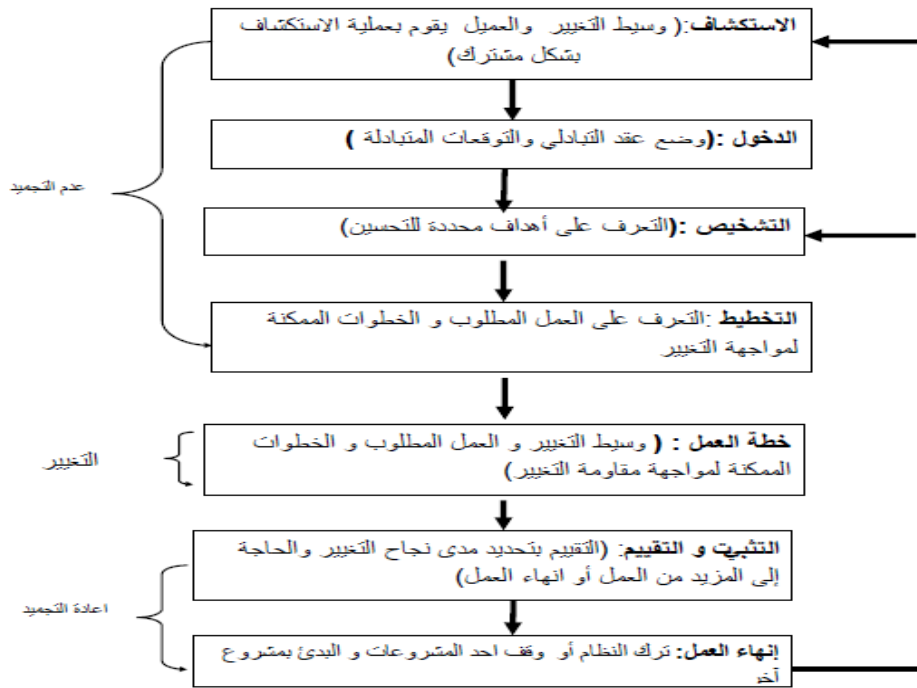 الاستكشاف:( وسيط التغيير والعميل يقوم بعملية الاستكشاف
بشكل مشترك)
الدخول :(وضع عقد التبادلي والتوقعات المتبادلة )
عدم التجميد
التشخيص :(التعرف على أهداف محددة للتحسين)
التخطيط :التعرف على العمل المطلوب و الخطوات الممكنة
لمواجهة التغيير
خطة العمل : ( وسيط التغيير و العمل المطلوب و الخطوات
الممكنة لمواجهة مقاومة التغيير)
التغيير
التثبيت و التقييم: (التقييم بتحديد مدى نجاح التغيير والحاجة
إلى المزيد من العمل أو انهاء العمل)
اعادة التجميد
إنهاء العمل: ترك النظام أو وقف احد المشروعات و البدئ بمشروع
آخر